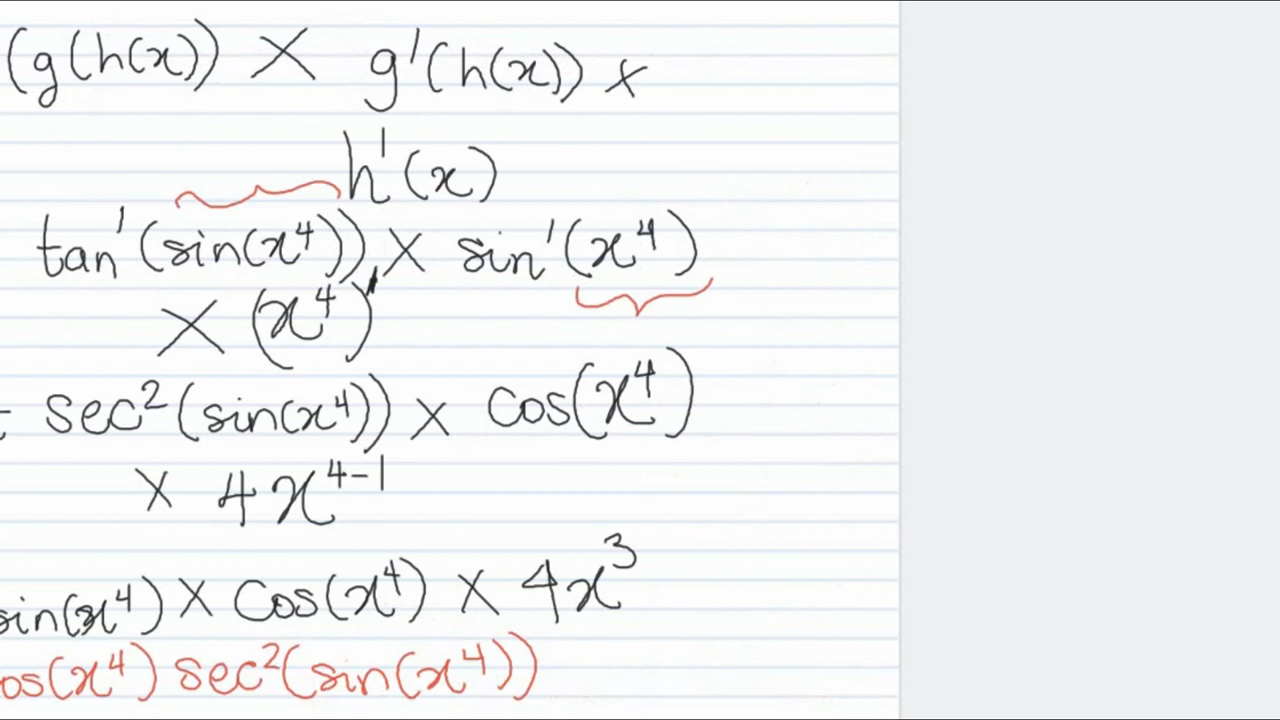 (g(h(x)) × g'(h(x)) ×
h'(x)
tan'(sin(x⁴)) × sin'(x⁴)
× (x⁴)'
sec²(sin(x⁴)) × cos(x⁴)
× 4x⁴⁻¹
sin(x⁴) × Cos(x⁴) × 4x³
os(x⁴) sec²(sin(x⁴))